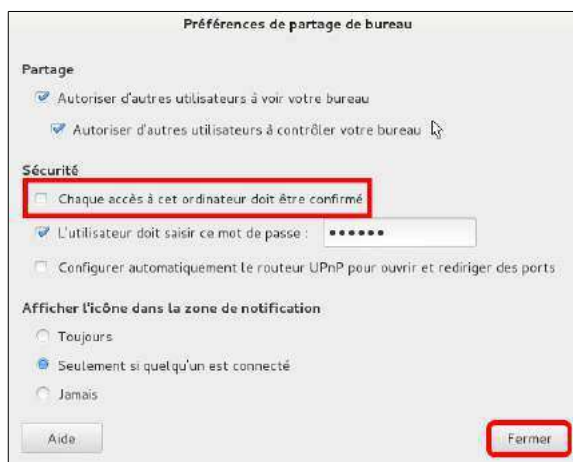 Préférences de partage de bureau
Partage
Autoriser d'autres utilisateurs à voir votre bureau
Autoriser d'autres utilisateurs à contrôler votre bureau
Sécurité
Chaque accès à cet ordinateur doit être confirmé
L'utilisateur doit saisir ce mot de passe : ••••••
Configurer automatiquement le routeur UPnP pour ouvrir et rediriger des ports
Afficher l'icône dans la zone de notification
Toujours
Seulement si quelqu'un est connecté
Jamais
Aide Fermer